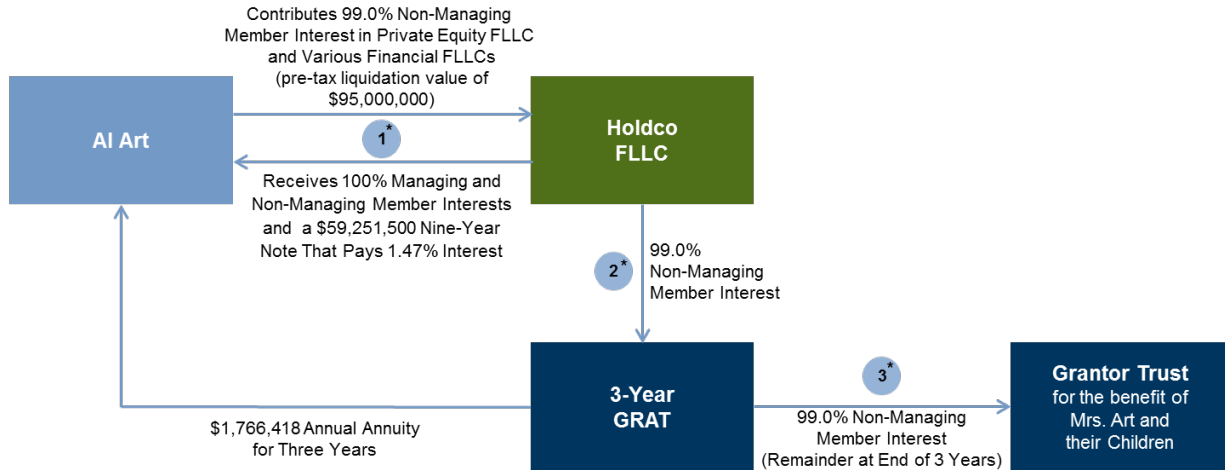 Contributes 99.0% Non-Managing
Member Interest in Private Equity FLLC
and Various Financial FLLCs
(pre-tax liquidation value of
$95,000,000)
Al Art
1*
Holdco
FLLC
Receives 100% Managing and
Non-Managing Member Interests
and a $59,251,500 Nine-Year
Note That Pays 1.47% Interest
2*
99.0%
Non-Managing
Member Interest
3-Year
GRAT
3*
Grantor Trust
for the benefit of
Mrs. Art and
their Children
$1,766,418 Annual Annuity
for Three Years
99.0% Non-Managing
Member Interest
(Remainder at End of 3 Years)